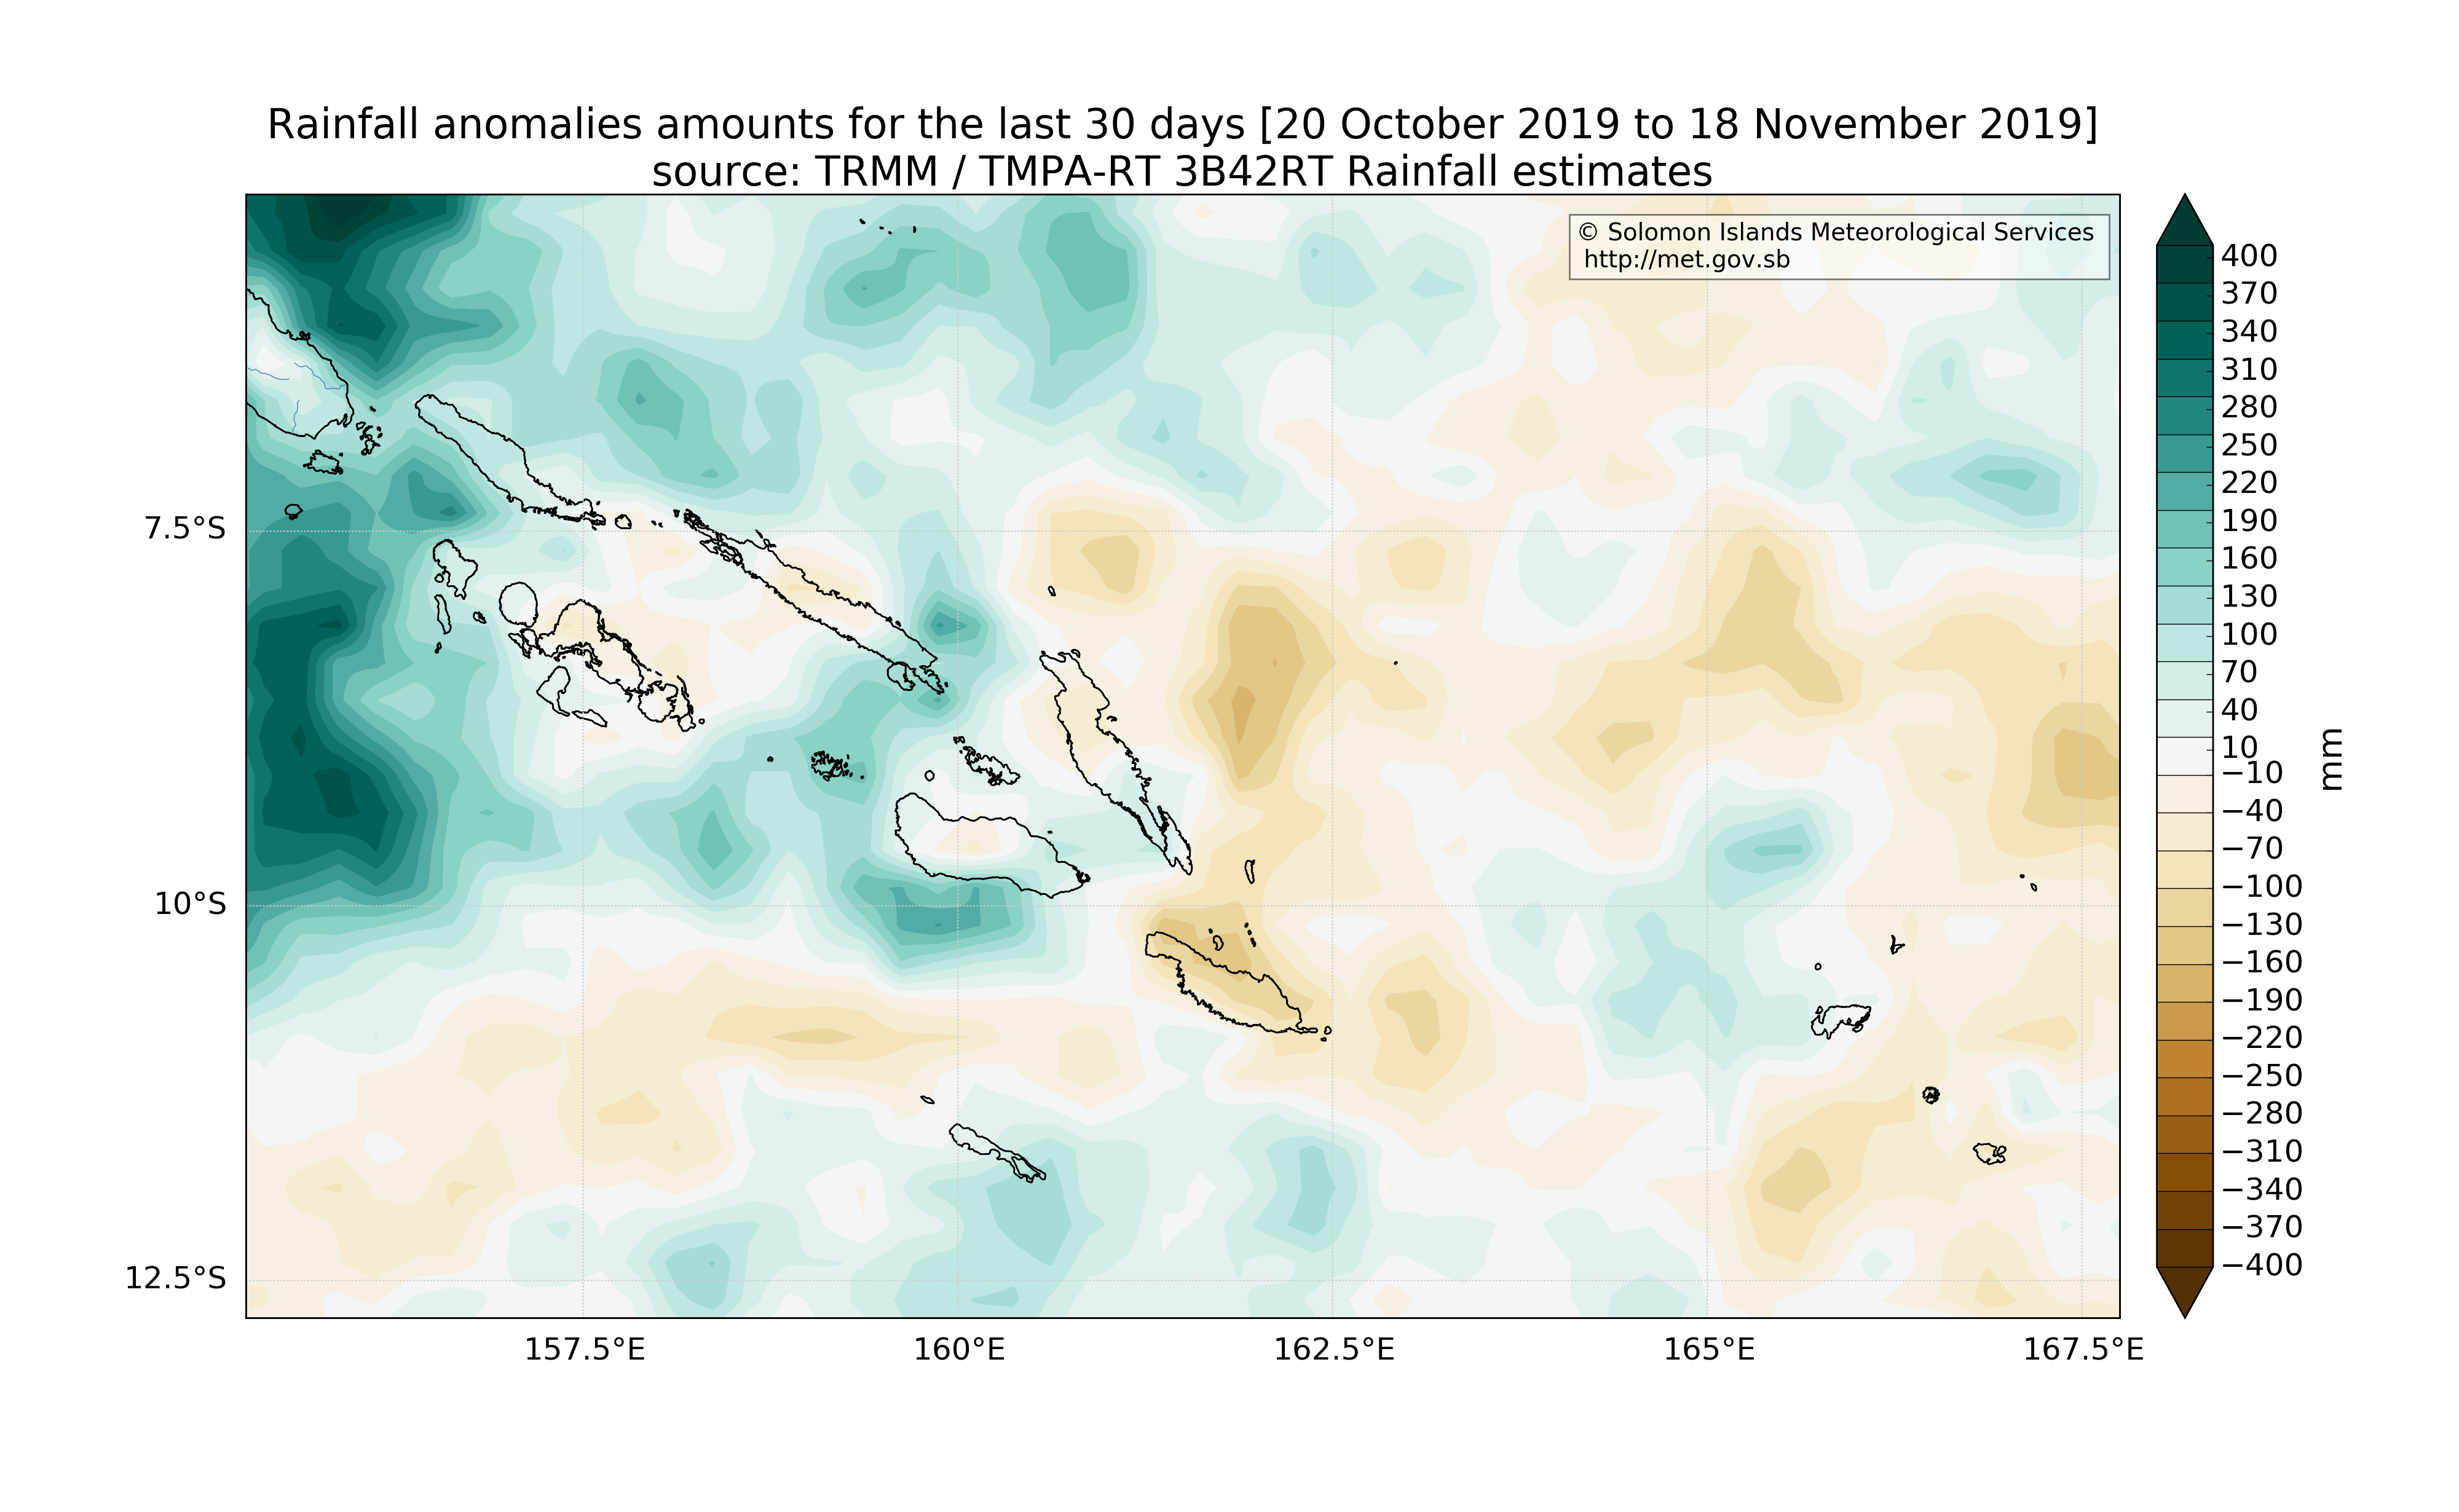 Rainfall anomalies amounts for the last 30 days [20 October 2019 to 18 November 2019]
source: TRMM / TMPA-RT 3B42RT Rainfall estimates
© Solomon Islands Meteorological Services
http://met.gov.sb
7.5°S
10°S
12.5°S
157.5°E
160°E
162.5°E
165°E
167.5°E
400
370
340
310
280
250
220
190
160
130
100
70
40
10
−10
−40
−70
−100
−130
−160
−190
−220
−250
−280
−310
−340
−370
−400
mm